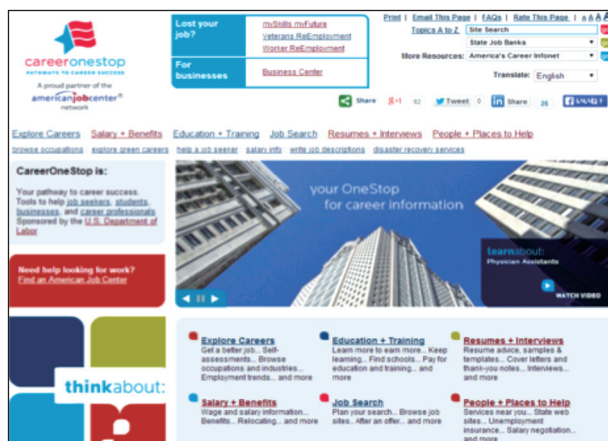 Print | Email This Page | FAQs | Rate This Page | A A A A
Lost your job?
mySkills myFuture
Veterans ReEmployment
Worker ReEmployment
For businesses
Business Center
Topics A to Z
Site Search
State Job Banks
More Resources:
America's Career Infonet
Translate: English
careeronestop
PATHWAYS TO CAREER SUCCESS
A proud partner of the
americanjobcenter®
network
Share
+1 92
Tweet 0
Share 26
いいね!
Explore Careers Salary + Benefits Education + Training Job Search Resumes + Interviews People + Places to Help
browse occupations explore green careers help a job seeker salary info write job descriptions disaster recovery services
CareerOneStop is:
Your pathway to career success.
Tools to help job seekers, students,
businesses, and career professionals
Sponsored by the U.S. Department of
Labor
Need help looking for work?
Find an American Job Center
your OneStop
for career information
learnabout:
Physician Assistants
WATCH VIDEO
thinkabout:
Explore Careers
Get a better job... Self-
assessments... Browse
occupations and industries...
Employment trends... and more
Education + Training
Learn more to earn more... Keep
learning... Find schools... Pay for
education and training... and
more
Resumes + Interviews
Resume advice, samples &
templates... Cover letters and
thank-you notes... Interviews...
and more
Salary + Benefits
Wage and salary information...
Benefits... Relocating... and more
Job Search
Plan your search... Browse job
sites... After an offer... and more
People + Places to Help
Services near you... State web
sites... Unemployment
insurance... Salary negotiation...
and more